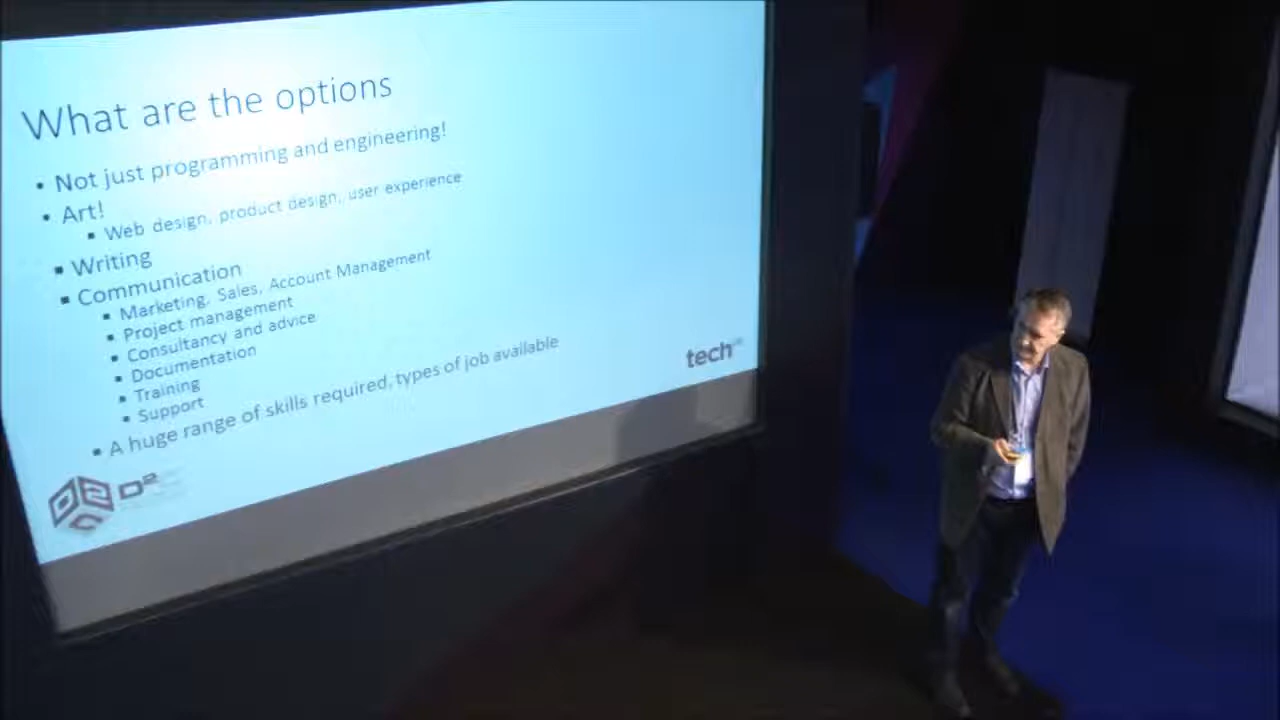 What are the options
• Not just programming and engineering!
• Art!
▪ Web design, product design, user experience
▪ Writing
▪ Communication
▪ Marketing, Sales, Account Management
▪ Project management
▪ Consultancy and advice
▪ Documentation
▪ Training
▪ Support
▪ A huge range of skills required, types of job available
tech
D2C
D²